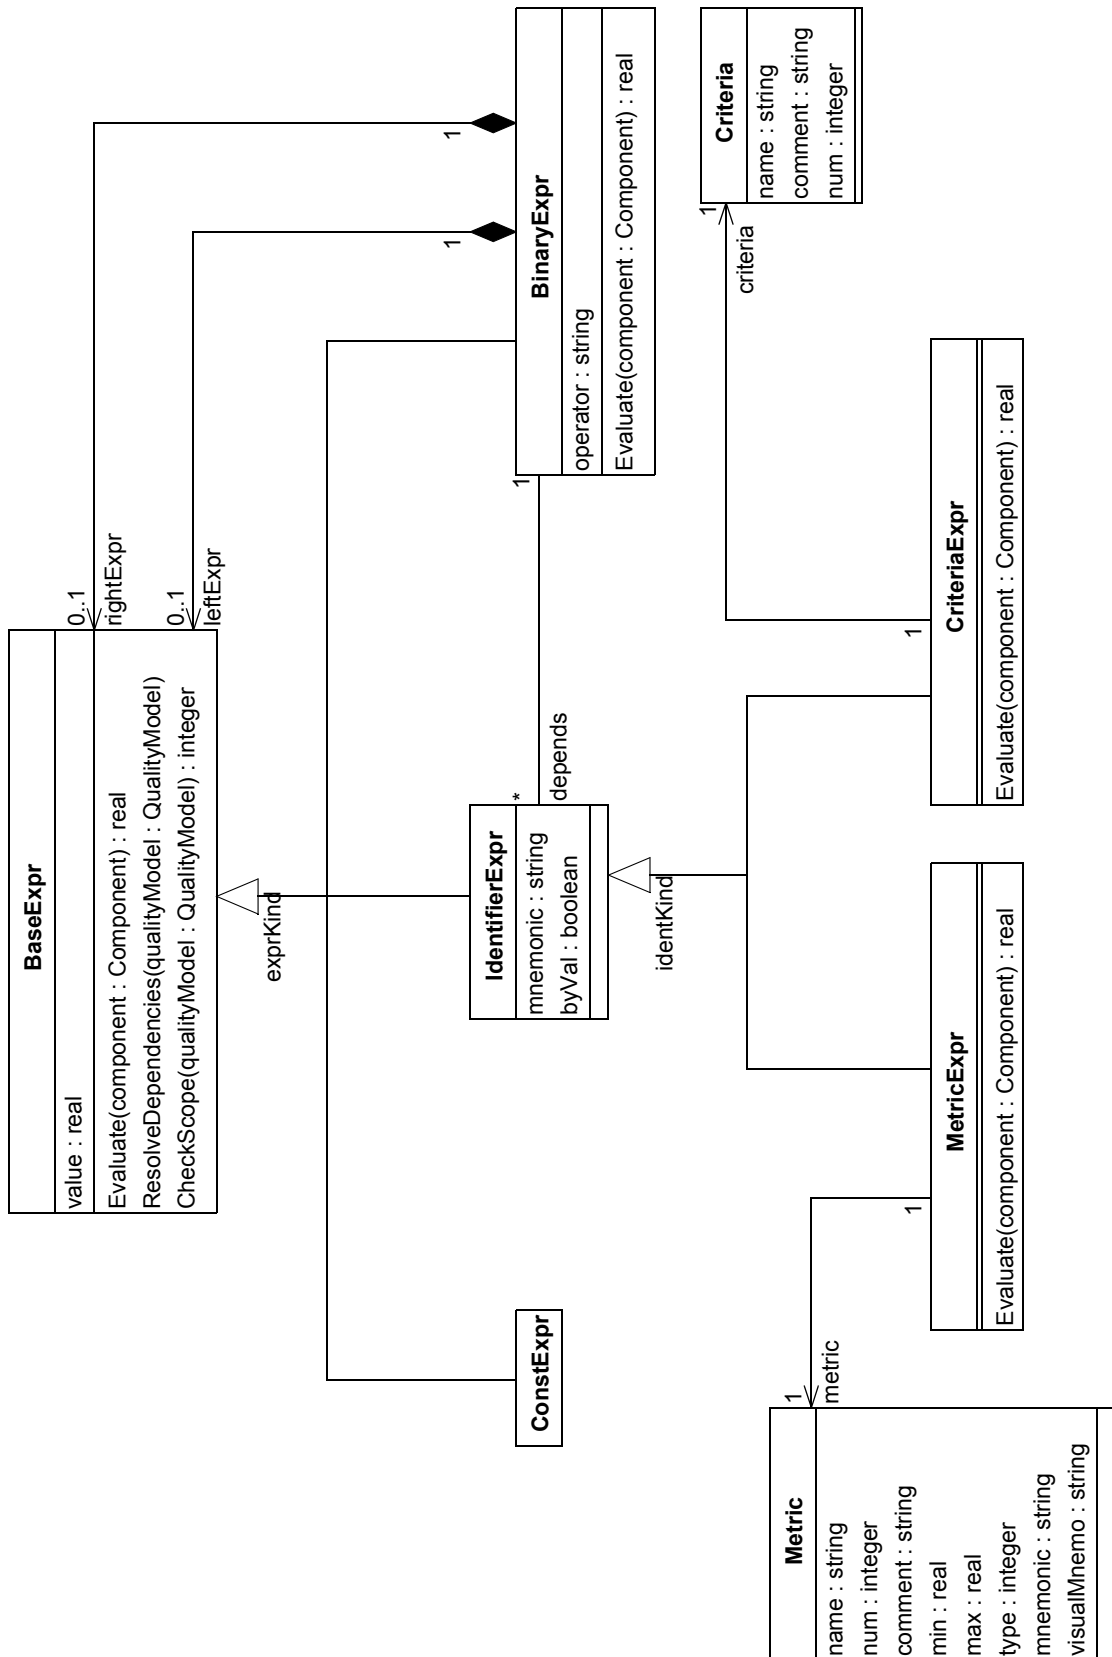 BaseExpr
value : real
Evaluate(component : Component) : real
ResolveDependencies(qualityModel : QualityModel)
CheckScope(qualityModel : QualityModel) : integer
0..1
rightExpr
0..1
leftExpr
1
1
exprKind
ConstExpr
IdentifierExpr
mnemonic : string
byVal : boolean
*
depends
1
BinaryExpr
operator : string
Evaluate(component : Component) : real
identKind
Criteria
name : string
comment : string
num : integer
1
criteria
Metric
name : string
num : integer
comment : string
min : real
max : real
type : integer
mnemonic : string
visualMnemo : string
1
metric
1
MetricExpr
Evaluate(component : Component) : real
1
CriteriaExpr
Evaluate(component : Component) : real